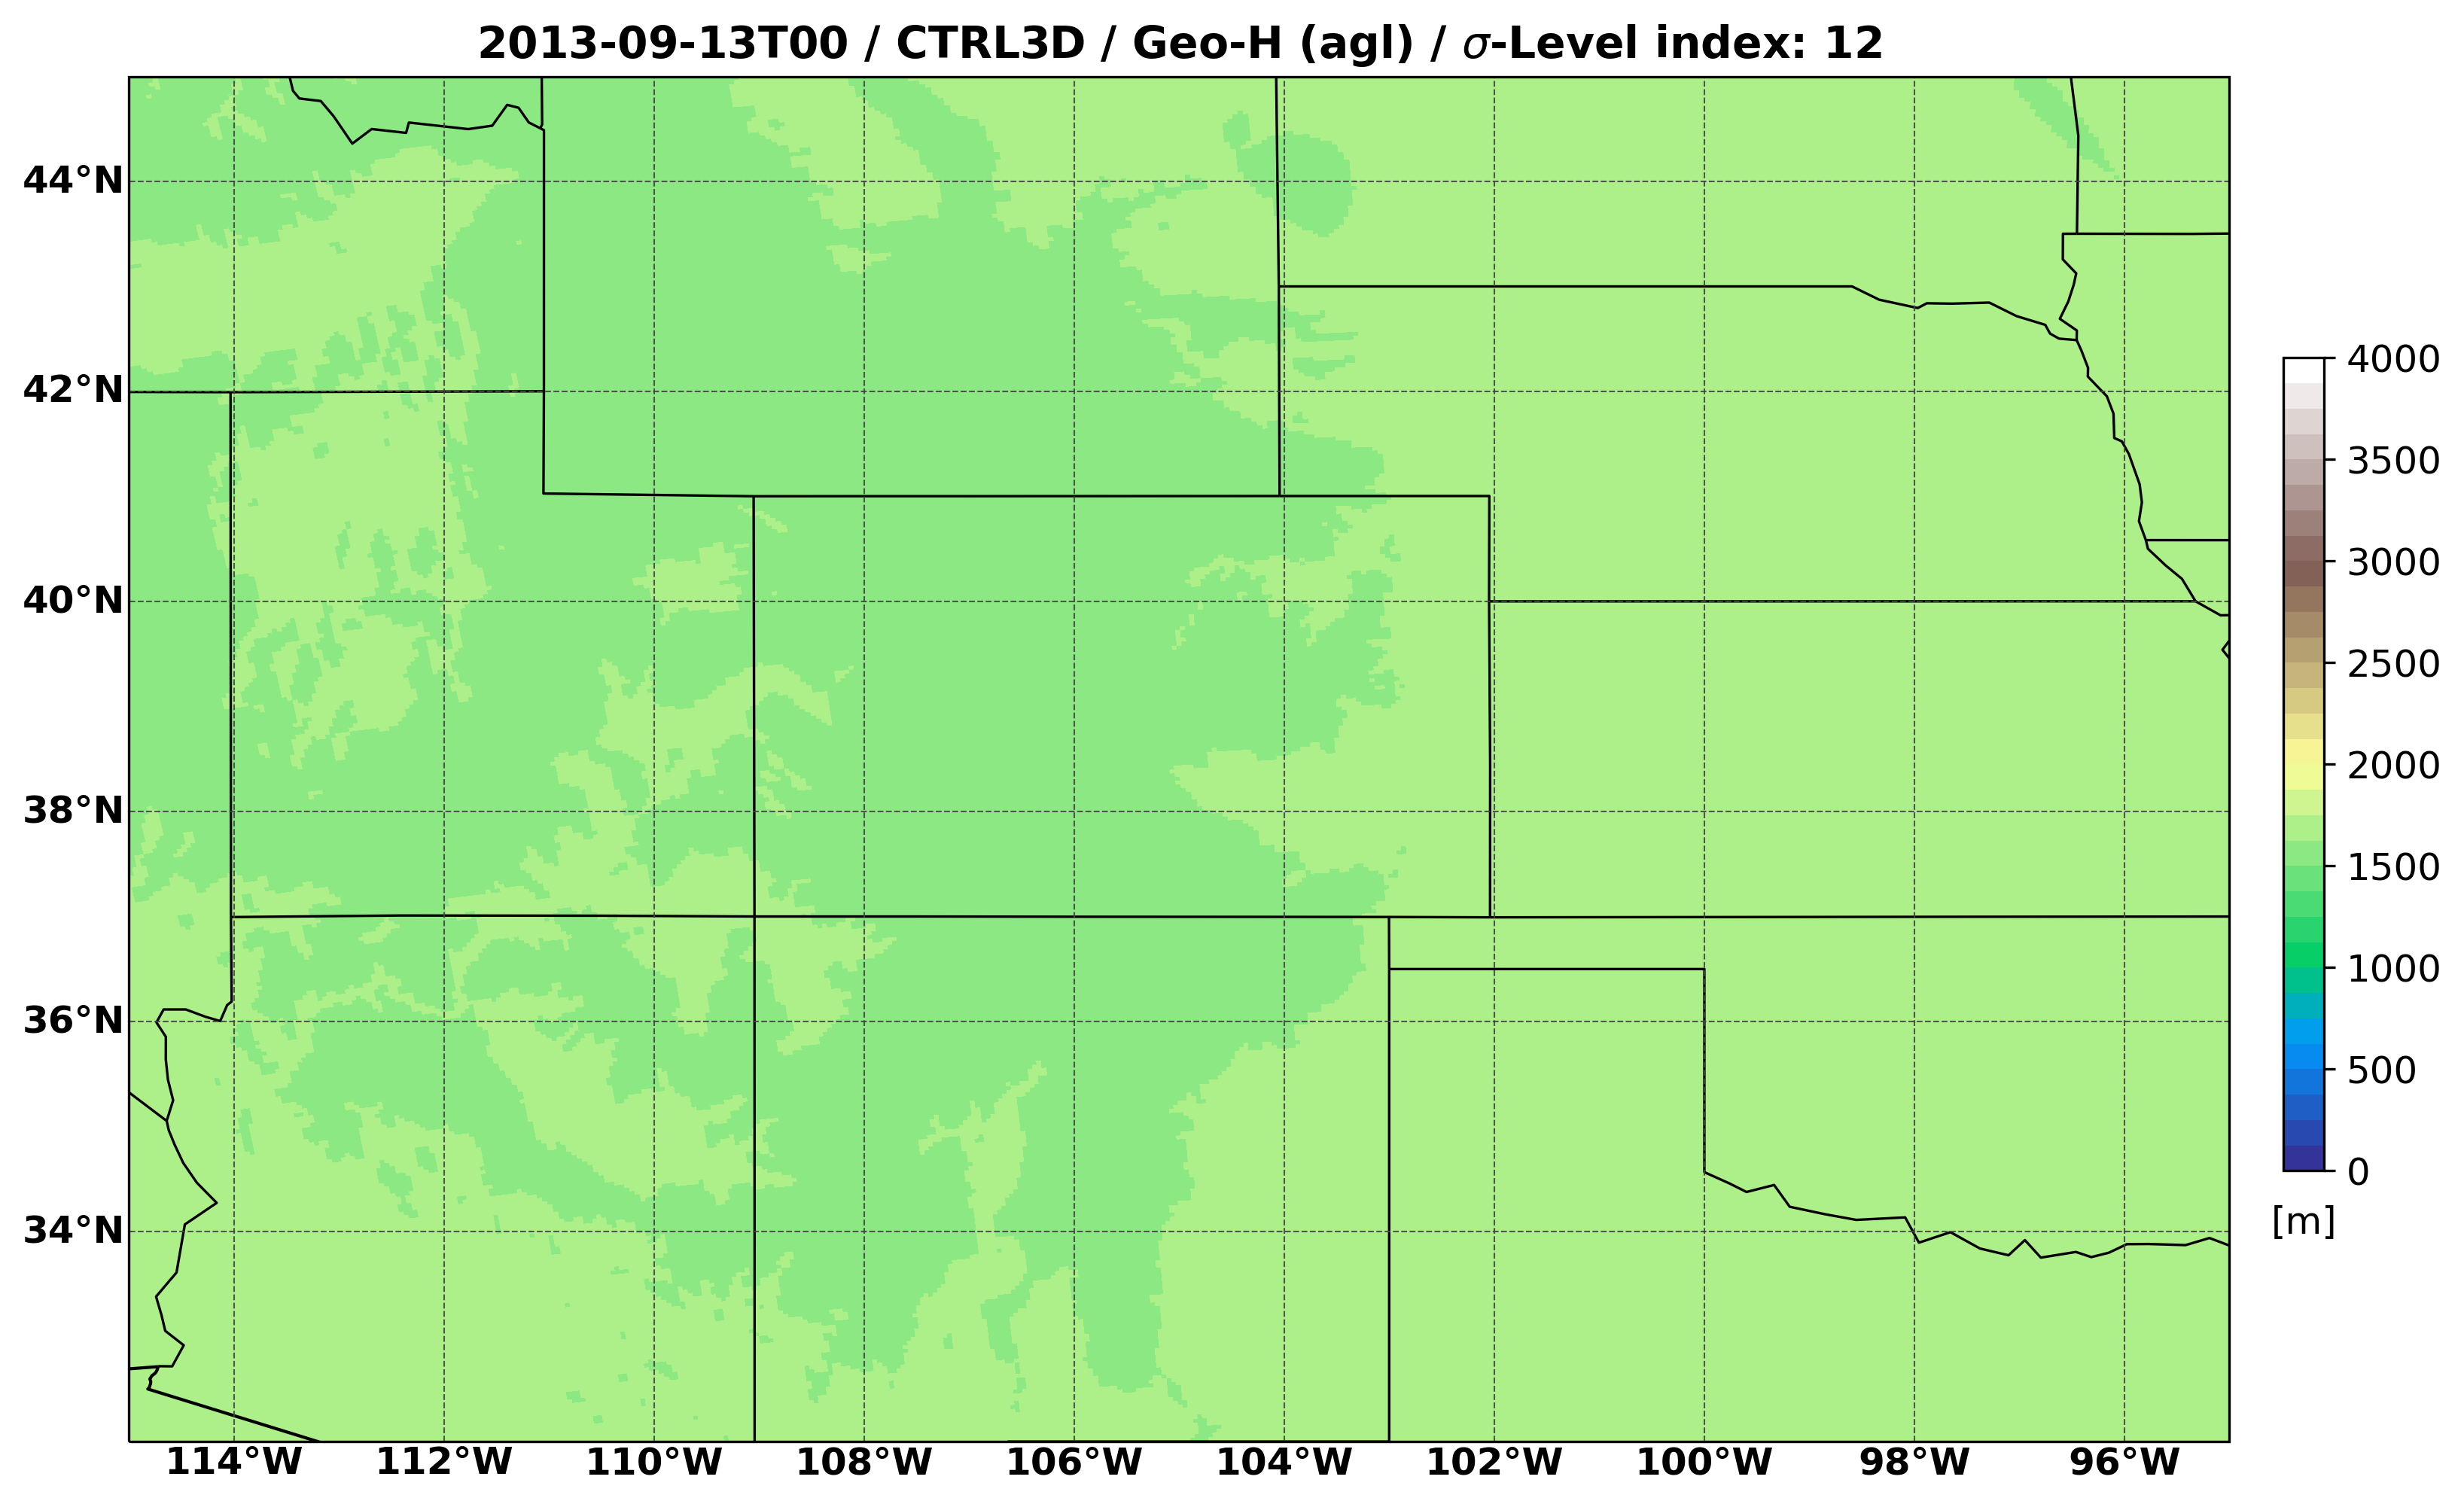 2013-09-13T00 / CTRL3D / Geo-H (agl) / σ-Level index: 12
44°N
42°N
40°N
38°N
36°N
34°N
114°W 112°W 110°W 108°W 106°W 104°W 102°W 100°W 98°W 96°W
4000
3500
3000
2500
2000
1500
1000
500
0
[m]